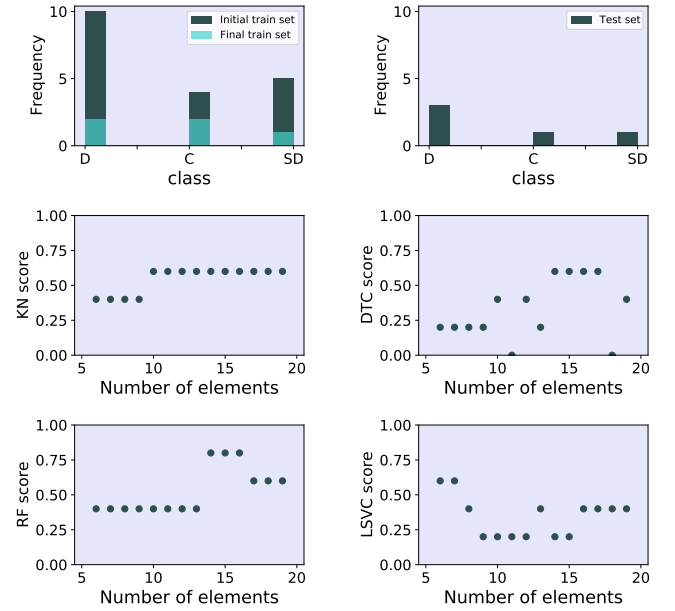 10
5
0
Frequency
Initial train set
Final train set
D
C
SD
class
10
5
0
Frequency
Test set
D
C
SD
class
1.00
0.75
0.50
0.25
0.00
KN score
5
10
15
20
Number of elements
1.00
0.75
0.50
0.25
0.00
DTC score
5
10
15
20
Number of elements
1.00
0.75
0.50
0.25
0.00
RF score
5
10
15
20
Number of elements
1.00
0.75
0.50
0.25
0.00
LSVC score
5
10
15
20
Number of elements